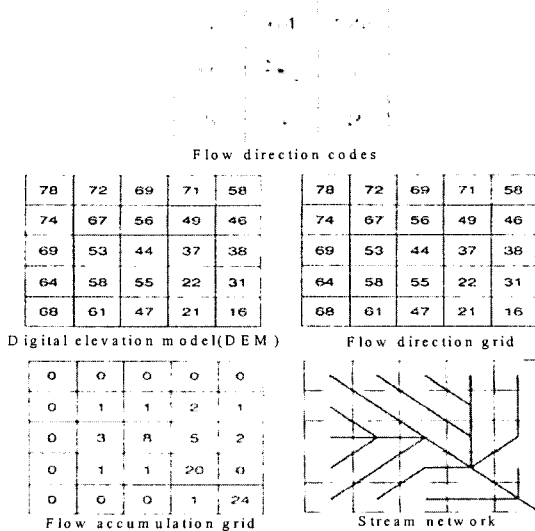 Flow direction codes
78 72 69 71 58
74 67 56 49 46
69 53 44 37 38
64 58 55 22 31
68 61 47 21 16
Digital elevation model(DEM)
78 72 69 71 58
74 67 56 49 46
69 53 44 37 38
64 58 55 22 31
68 61 47 21 16
Flow direction grid
0 0 0 0 0
0 1 1 2 1
0 3 8 5 2
0 1 1 20 0
0 0 0 1 24
Flow accumulation grid
Stream network